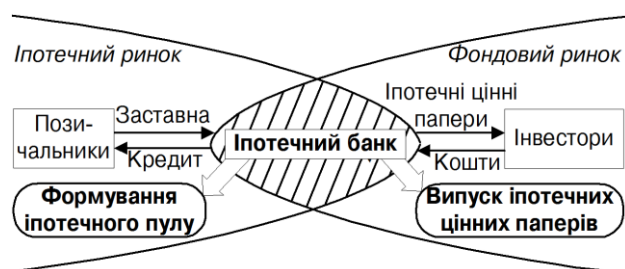 Іпотечний ринок
Фондовий ринок
Пози-
чальники
Заставна
Кредит
Іпотечний банк
Іпотечні цінні
папери
Кошти
Інвестори
Формування
іпотечного пулу
Випуск іпотечних
цінних паперів